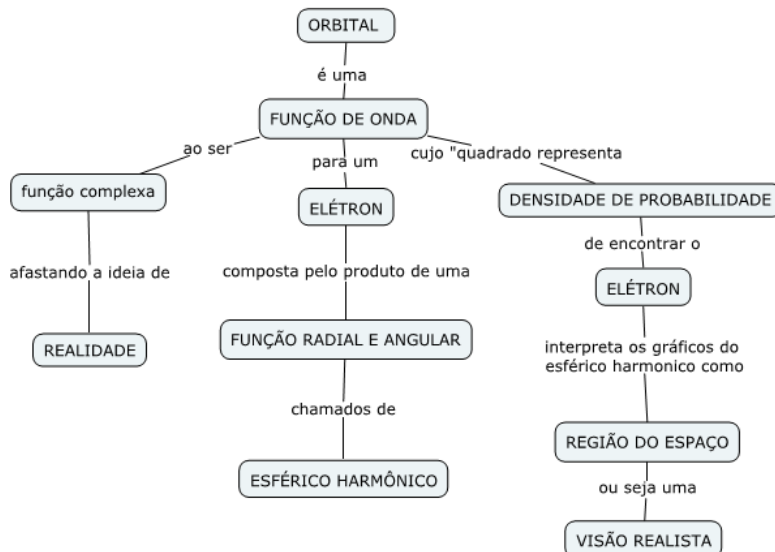 ORBITAL
é uma
FUNÇÃO DE ONDA
ao ser
para um
cujo "quadrado representa
função complexa
ELÉTRON
DENSIDADE DE PROBABILIDADE
afastando a ideia de
composta pelo produto de uma
de encontrar o
ELÉTRON
REALIDADE
FUNÇÃO RADIAL E ANGULAR
interpreta os gráficos do
esférico harmonico como
chamados de
REGIÃO DO ESPAÇO
ESFÉRICO HARMÔNICO
ou seja uma
VISÃO REALISTA